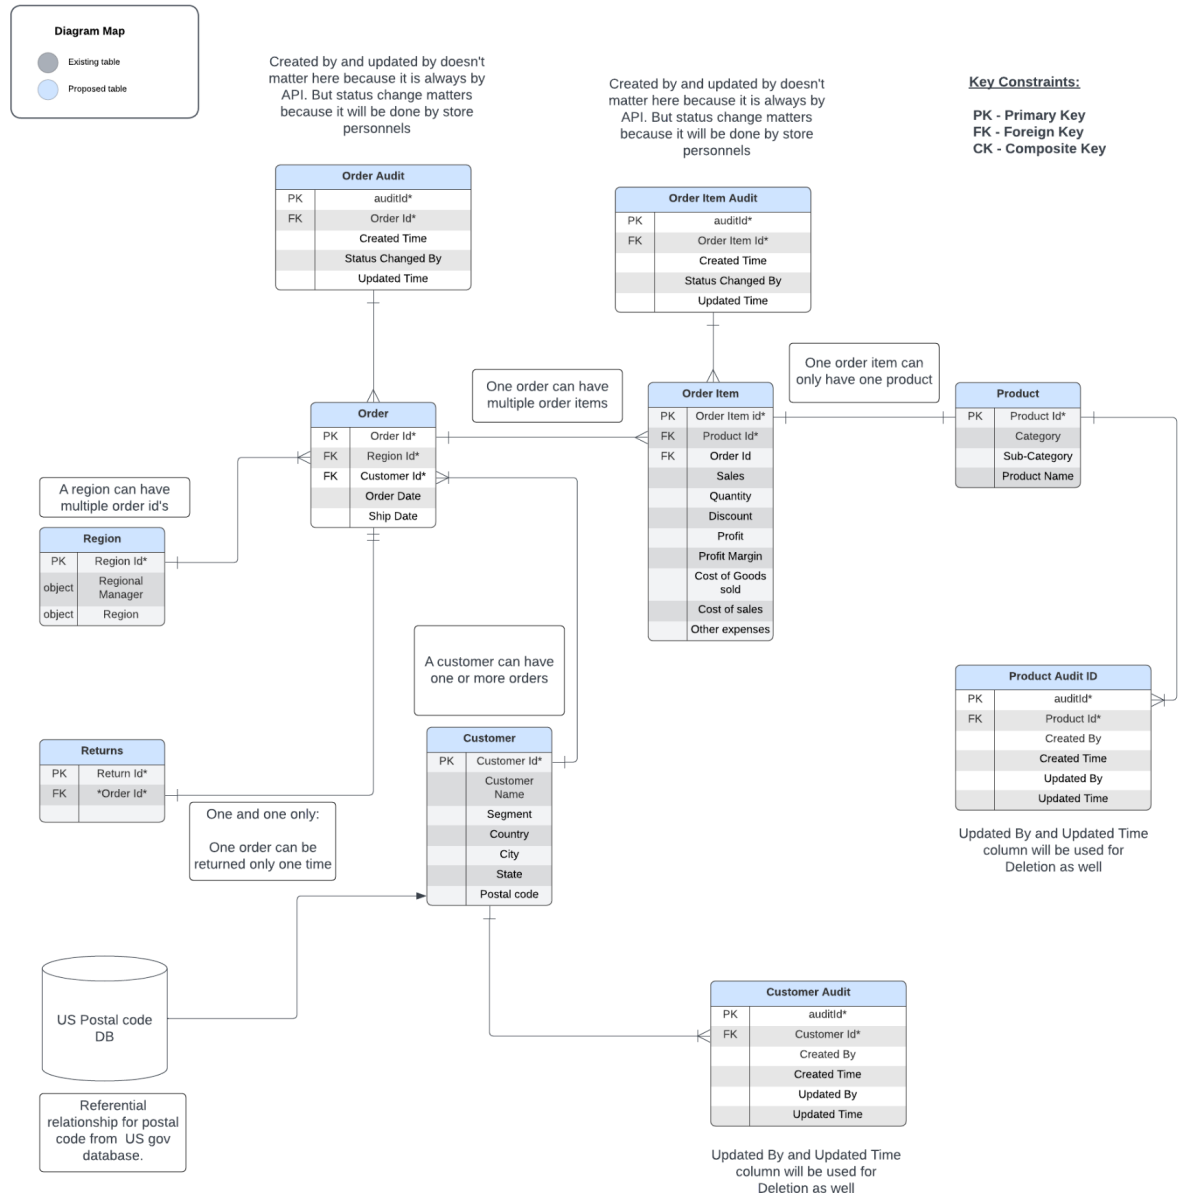 Diagram Map
Existing table
Proposed table
Created by and updated by doesn't
matter here because it is always by
API. But status change matters
because it will be done by store
personnels
Created by and updated by doesn't
matter here because it is always by
API. But status change matters
because it will be done by store
personnels
Key Constraints:
PK - Primary Key
FK - Foreign Key
CK - Composite Key
Order Audit
PK auditId*
FK Order Id*
Created Time
Status Changed By
Updated Time
Order Item Audit
PK auditId*
FK Order Item Id*
Created Time
Status Changed By
Updated Time
One order can have
multiple order items
One order item can
only have one product
Order
PK Order Id*
FK Region Id*
FK Customer Id*
Order Date
Ship Date
Order Item
PK Order Item id*
FK Product Id*
FK Order Id
Sales
Quantity
Discount
Profit
Profit Margin
Cost of Goods
sold
Cost of sales
Other expenses
Product
PK Product Id*
Category
Sub-Category
Product Name
A region can have
multiple order id's
Region
PK Region Id*
object Regional
Manager
object Region
A customer can have
one or more orders
Product Audit ID
PK auditId*
FK Product Id*
Created By
Created Time
Updated By
Updated Time
Updated By and Updated Time
column will be used for
Deletion as well
Returns
PK Return Id*
FK *Order Id*
One and one only:
One order can be
returned only one time
Customer
PK Customer Id*
Customer
Name
Segment
Country
City
State
Postal code
US Postal code
DB
Referential
relationship for postal
code from US gov
database.
Customer Audit
PK auditId*
FK Customer Id*
Created By
Created Time
Updated By
Updated Time
Updated By and Updated Time
column will be used for
Deletion as well